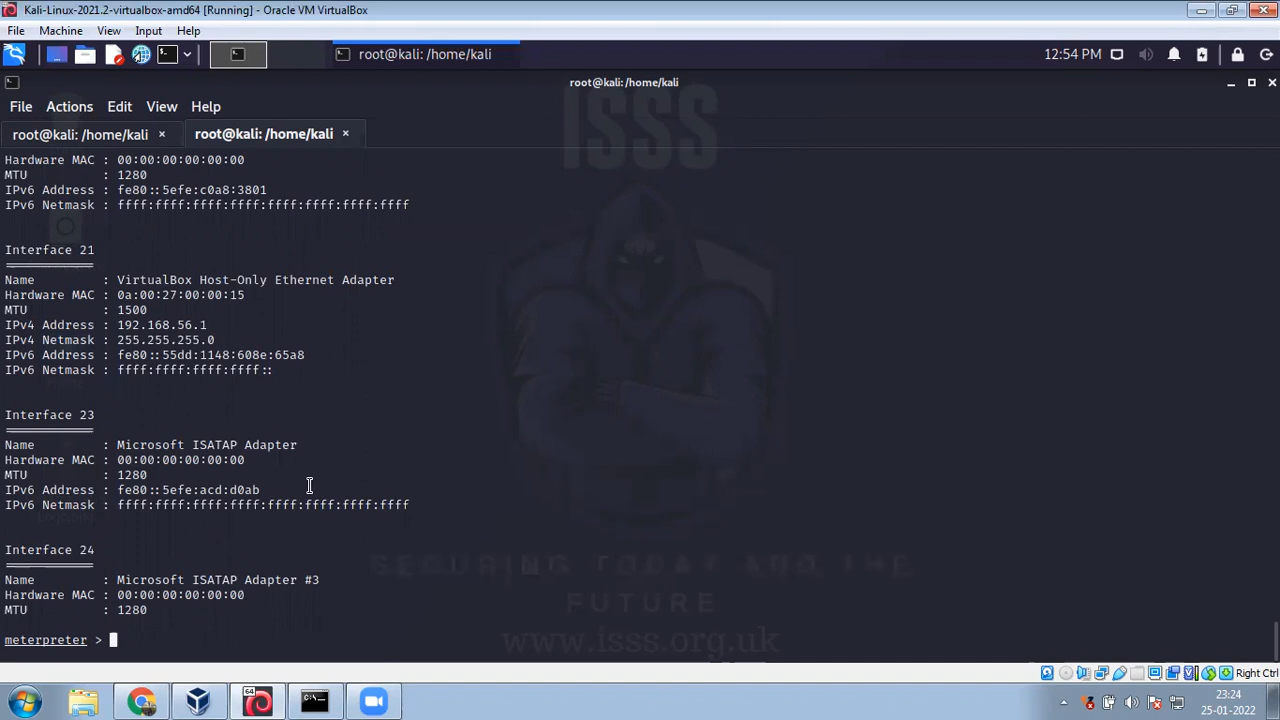 Kali-Linux-2021.2-virtualbox-amd64 [Running] - Oracle VM VirtualBox
File Machine View Input Help
root@kali: /home/kali
12:54 PM
root@kali:/home/kali
File Actions Edit View Help
root@kali: /home/kali × root@kali: /home/kali ×
Hardware MAC : 00:00:00:00:00:00
MTU : 1280
IPv6 Address : fe80::5efe:c0a8:3801
IPv6 Netmask : ffff:ffff:ffff:ffff:ffff:ffff:ffff:ffff
Interface 21
============
Name : VirtualBox Host-Only Ethernet Adapter
Hardware MAC : 0a:00:27:00:00:15
MTU : 1500
IPv4 Address : 192.168.56.1
IPv4 Netmask : 255.255.255.0
IPv6 Address : fe80::55dd:1148:608e:65a8
IPv6 Netmask : ffff:ffff:ffff:ffff::
Interface 23
============
Name : Microsoft ISATAP Adapter
Hardware MAC : 00:00:00:00:00:00
MTU : 1280
IPv6 Address : fe80::5efe:acd:d0ab
IPv6 Netmask : ffff:ffff:ffff:ffff:ffff:ffff:ffff:ffff
Interface 24
============
Name : Microsoft ISATAP Adapter #3
Hardware MAC : 00:00:00:00:00:00
MTU : 1280
meterpreter >
ISSS
SECURING TODAY AND THE
FUTURE
www.isss.org.uk
Right Ctrl
64
C:\
23:24
25-01-2022